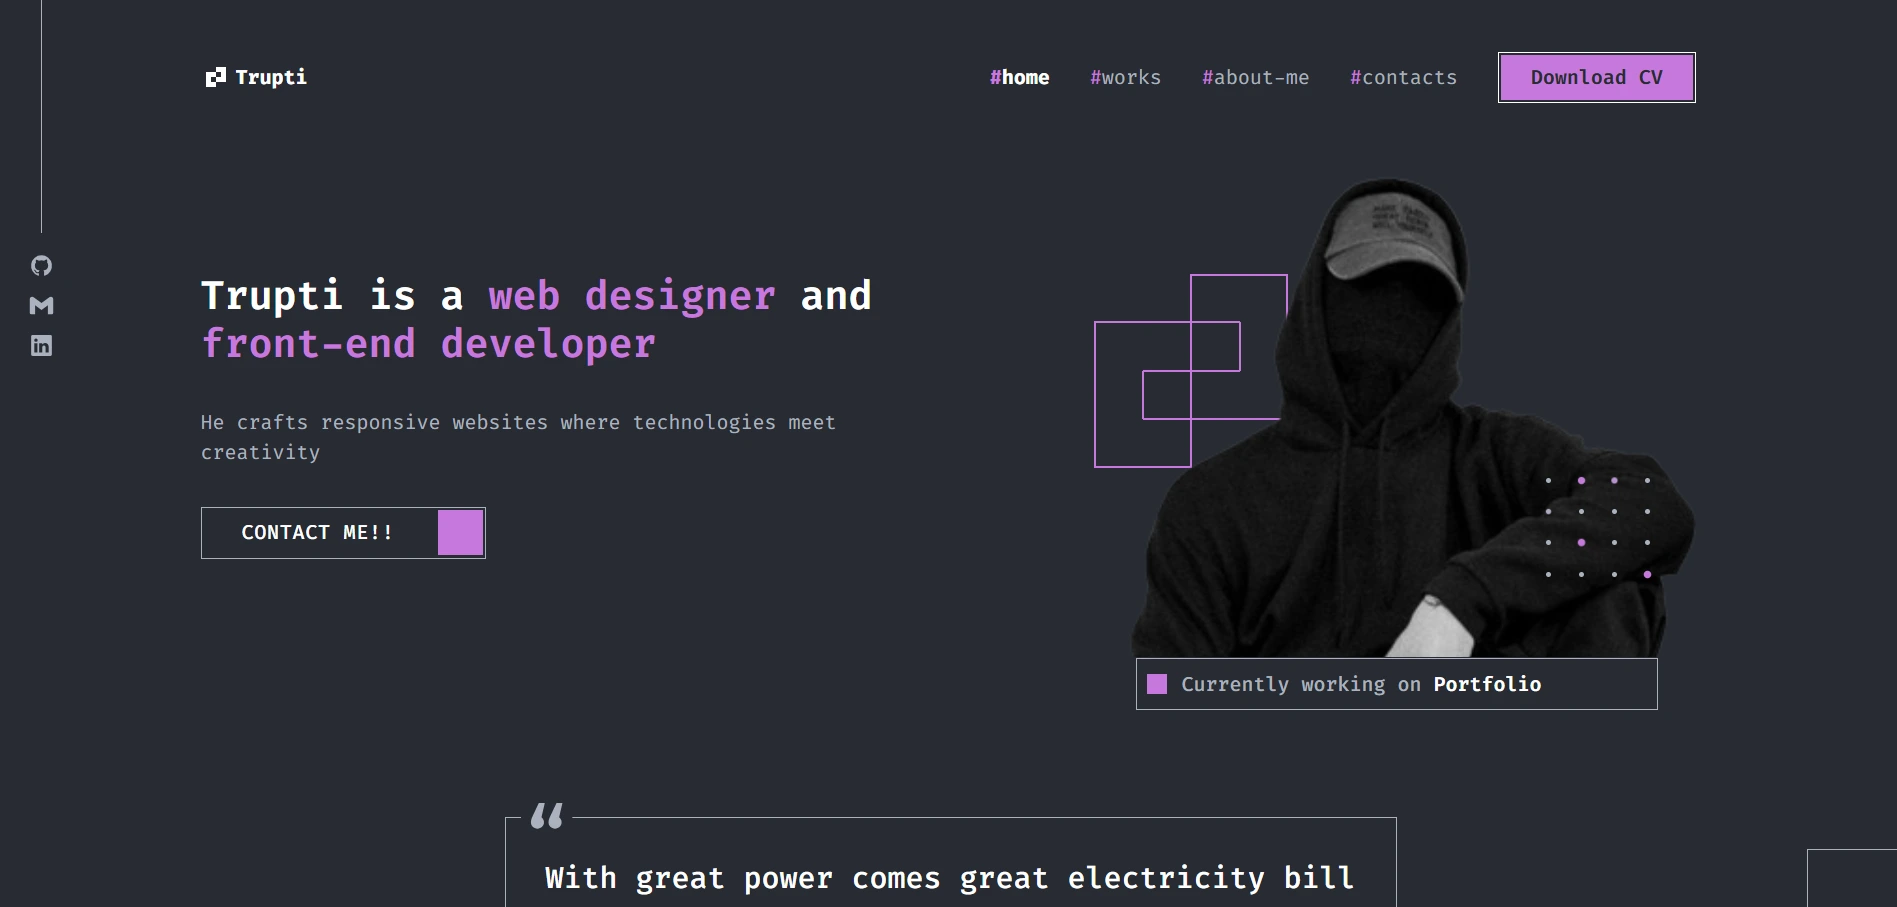 Trupti
#home #works #about-me #contacts Download CV
Trupti is a web designer and
front-end developer
He crafts responsive websites where technologies meet
creativity
CONTACT ME!!
Currently working on Portfolio
“
With great power comes great electricity bill